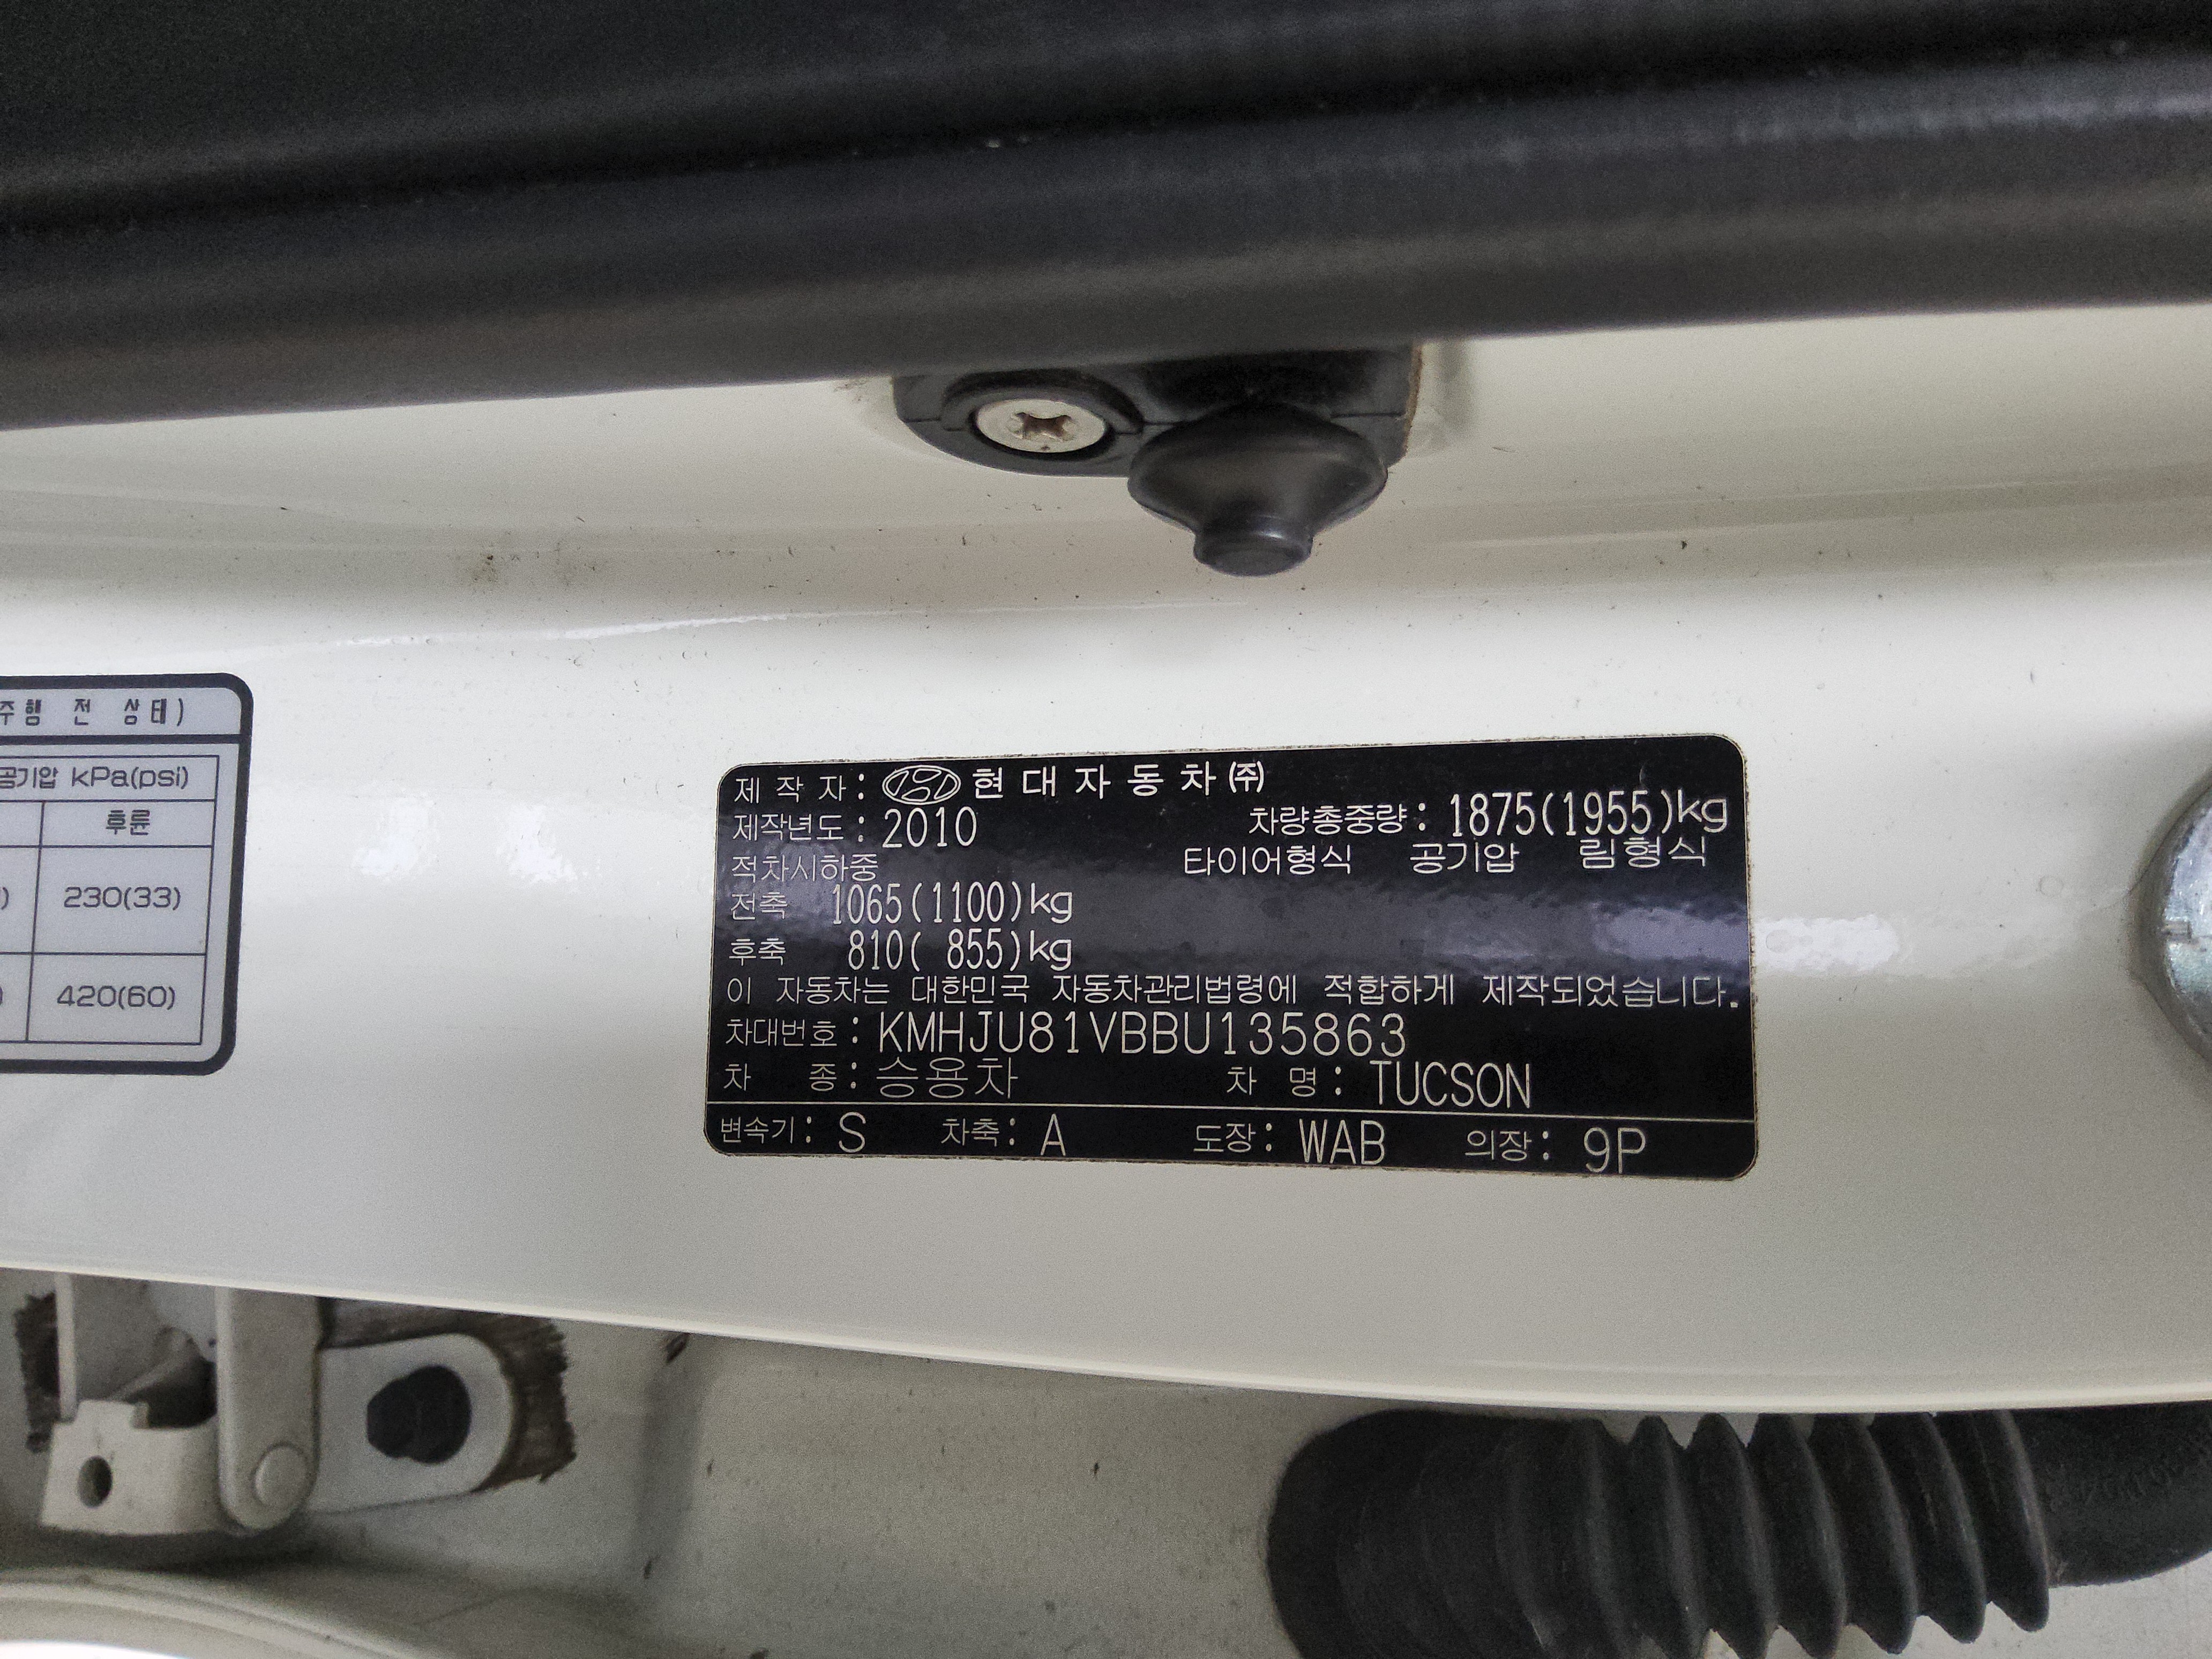 주행 전 상태)
공기압 kPa(psi)
후륜
) 230(33)
) 420(60)
제 작 자 : 현 대 자 동 차 ㈜
제작년도 : 2010 차량총중량 : 1875(1955)kg
적차시하중 타이어형식 공기압 림형식
전축 1065(1100)kg
후축 810( 855)kg
이 자동차는 대한민국 자동차관리법령에 적합하게 제작되었습니다.
차대번호 : KMHJU81VBBU135863
차 종 : 승용차 차 명 : TUCSON
변속기 : S 차축 : A 도장 : WAB 의장 : 9P